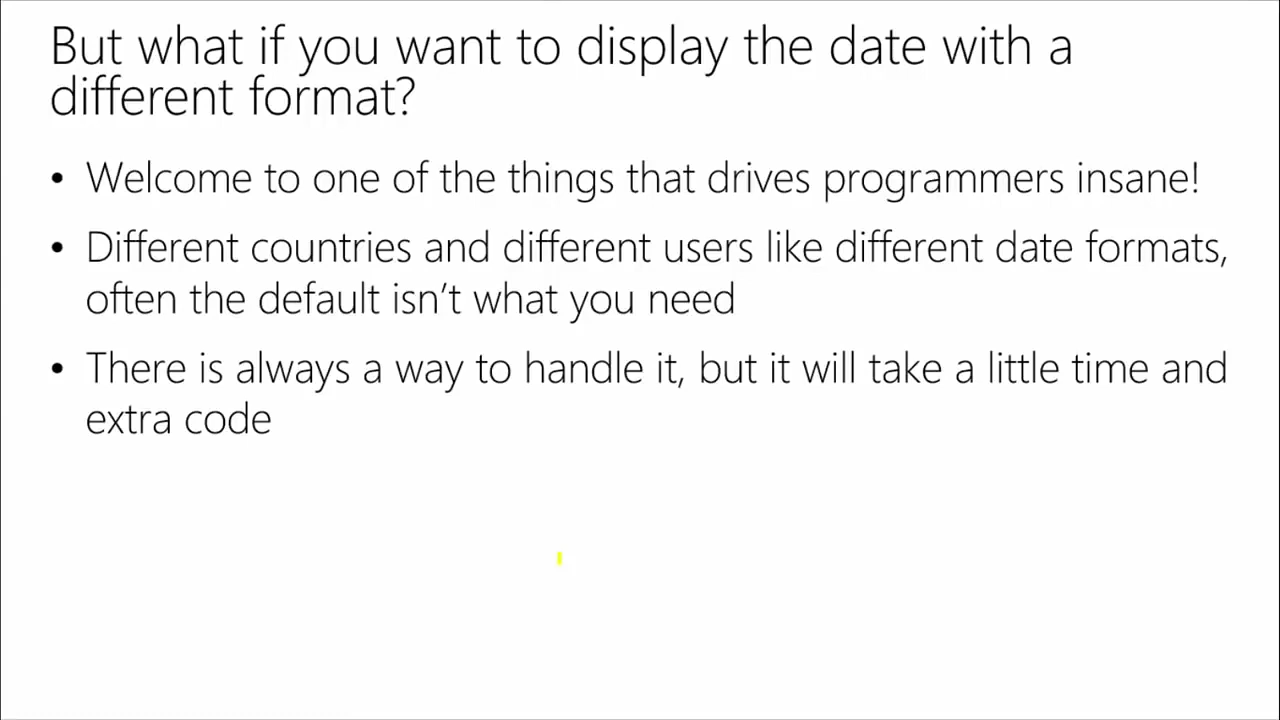 But what if you want to display the date with a
different format?
• Welcome to one of the things that drives programmers insane!
• Different countries and different users like different date formats,
often the default isn't what you need
• There is always a way to handle it, but it will take a little time and
extra code